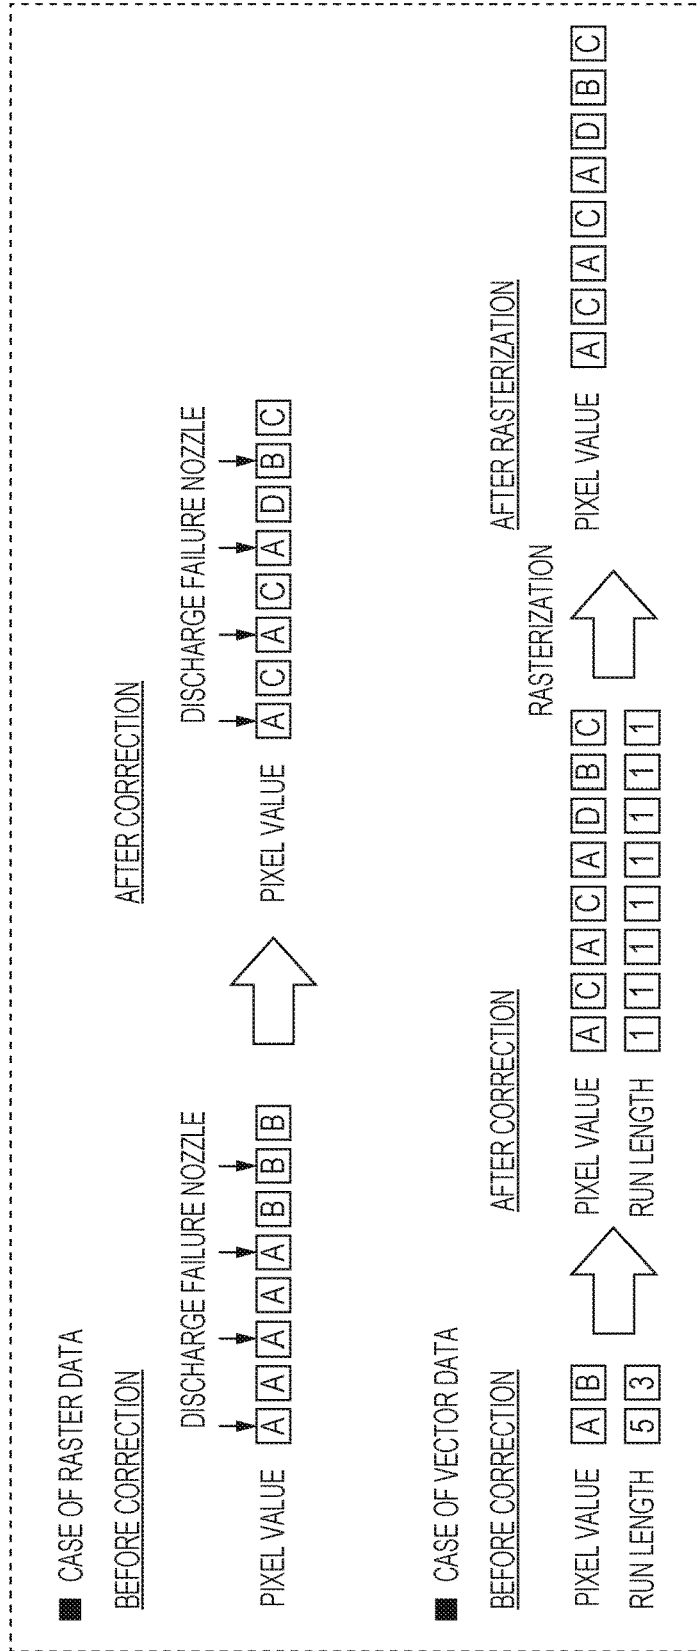 ■ CASE OF RASTER DATA
BEFORE CORRECTION
DISCHARGE FAILURE NOZZLE
PIXEL VALUE A A A A A B B B
AFTER CORRECTION
DISCHARGE FAILURE NOZZLE
PIXEL VALUE A C A C A D B C
■ CASE OF VECTOR DATA
BEFORE CORRECTION
PIXEL VALUE A B
RUN LENGTH 5 3
AFTER CORRECTION
PIXEL VALUE A C A C A D B C
RUN LENGTH 1 1 1 1 1 1 1 1
RASTERIZATION
AFTER RASTERIZATION
PIXEL VALUE A C A C A D B C